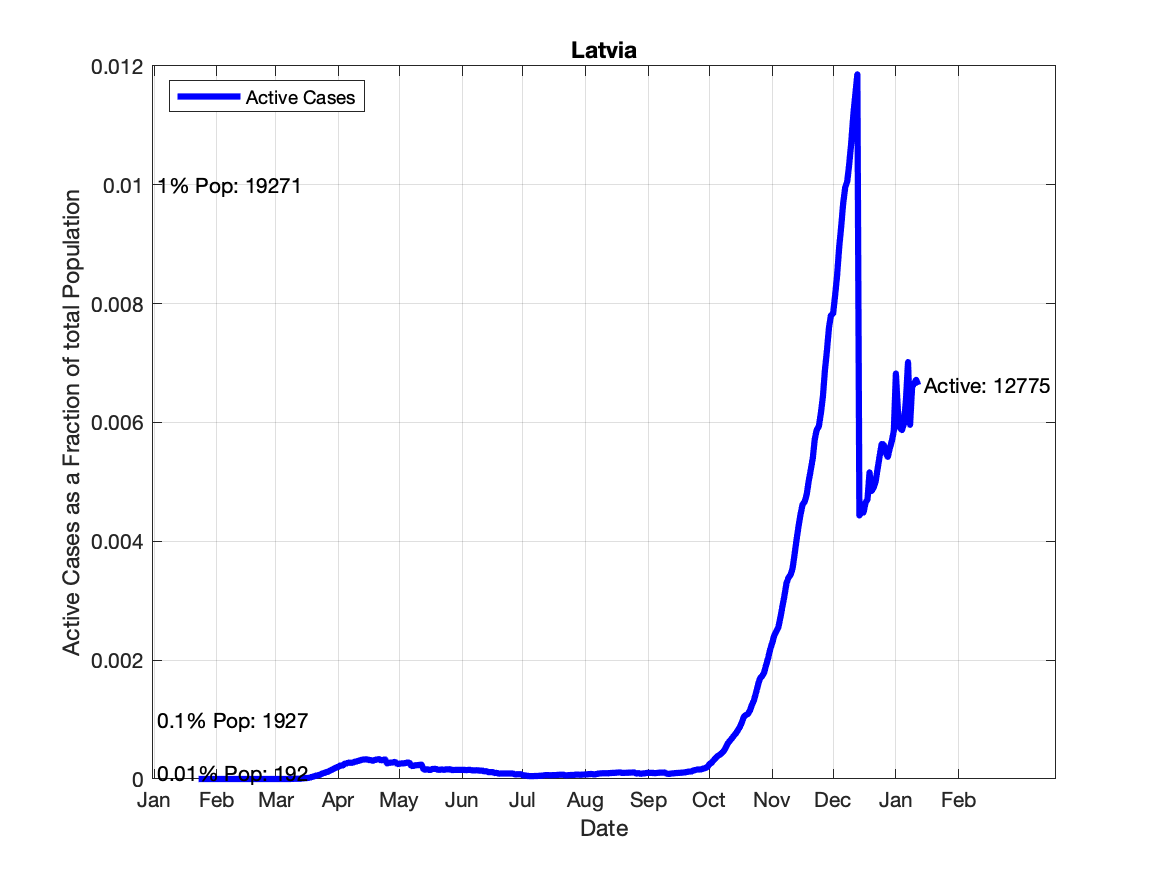 Latvia
Active Cases
0.012
0.01
0.008
0.006
0.004
0.002
0
Active Cases as a Fraction of total Population
1% Pop: 19271
0.1% Pop: 1927
0.01% Pop: 192
Active: 12775
Jan Feb Mar Apr May Jun Jul Aug Sep Oct Nov Dec Jan Feb
Date